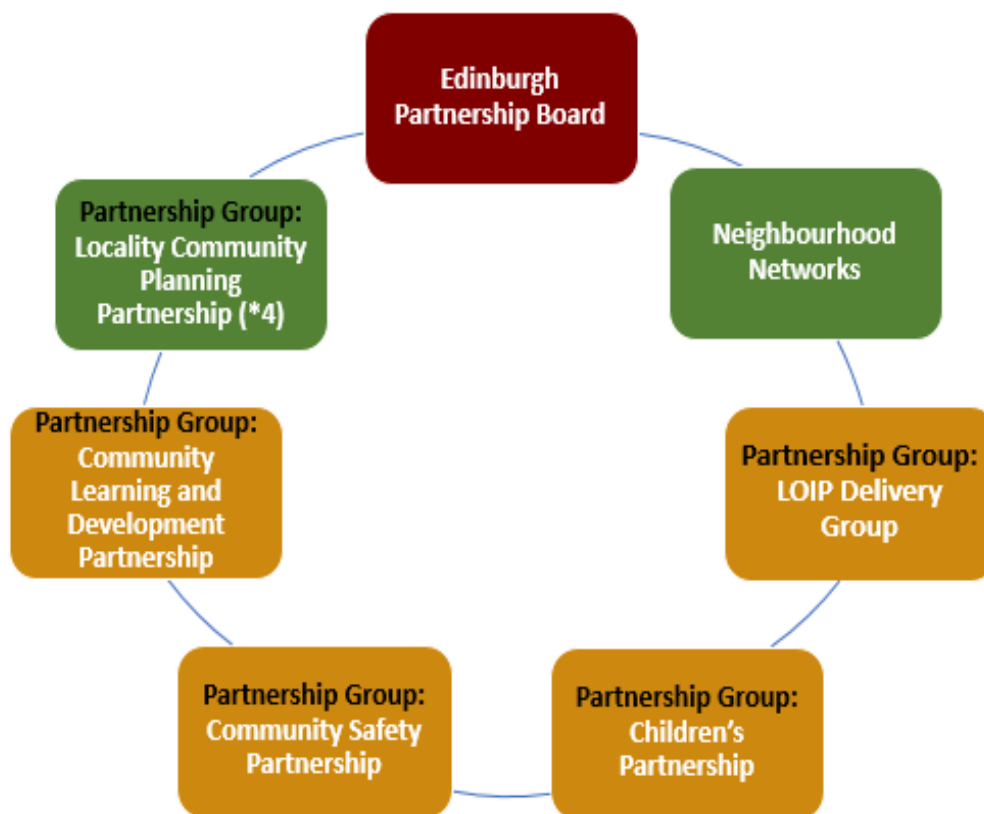 Edinburgh
Partnership Board
Partnership Group:
Locality Community
Planning
Partnership (*4)
Neighbourhood
Networks
Partnership Group:
Community
Learning and
Development
Partnership
Partnership Group:
LOIP Delivery
Group
Partnership Group:
Community Safety
Partnership
Partnership Group:
Children’s
Partnership